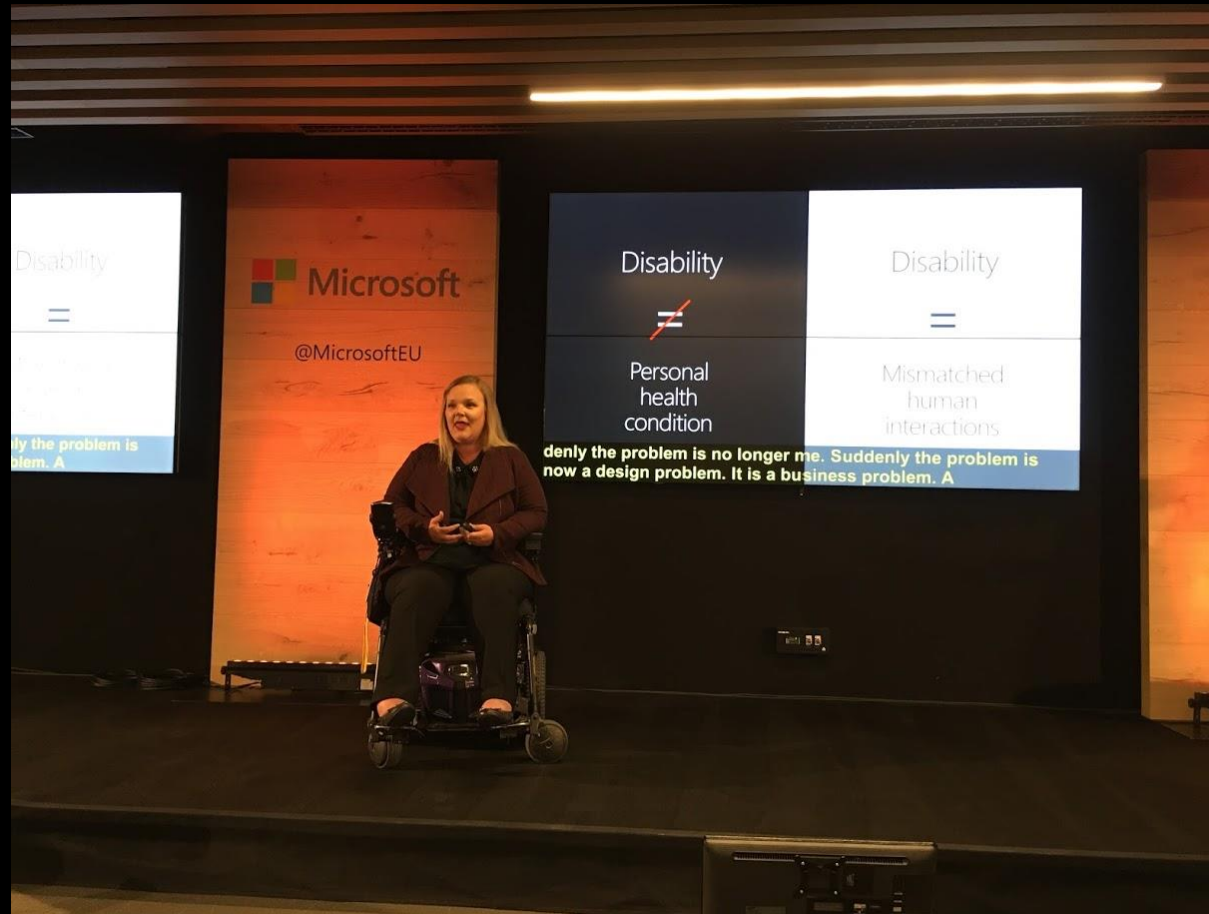 Disability
=
ly the problem is
blem. A
Microsoft
@MicrosoftEU
Disability
≠
Personal
health
condition
Disability
=
Mismatched
human
interactions
denly the problem is no longer me. Suddenly the problem is
now a design problem. It is a business problem. A